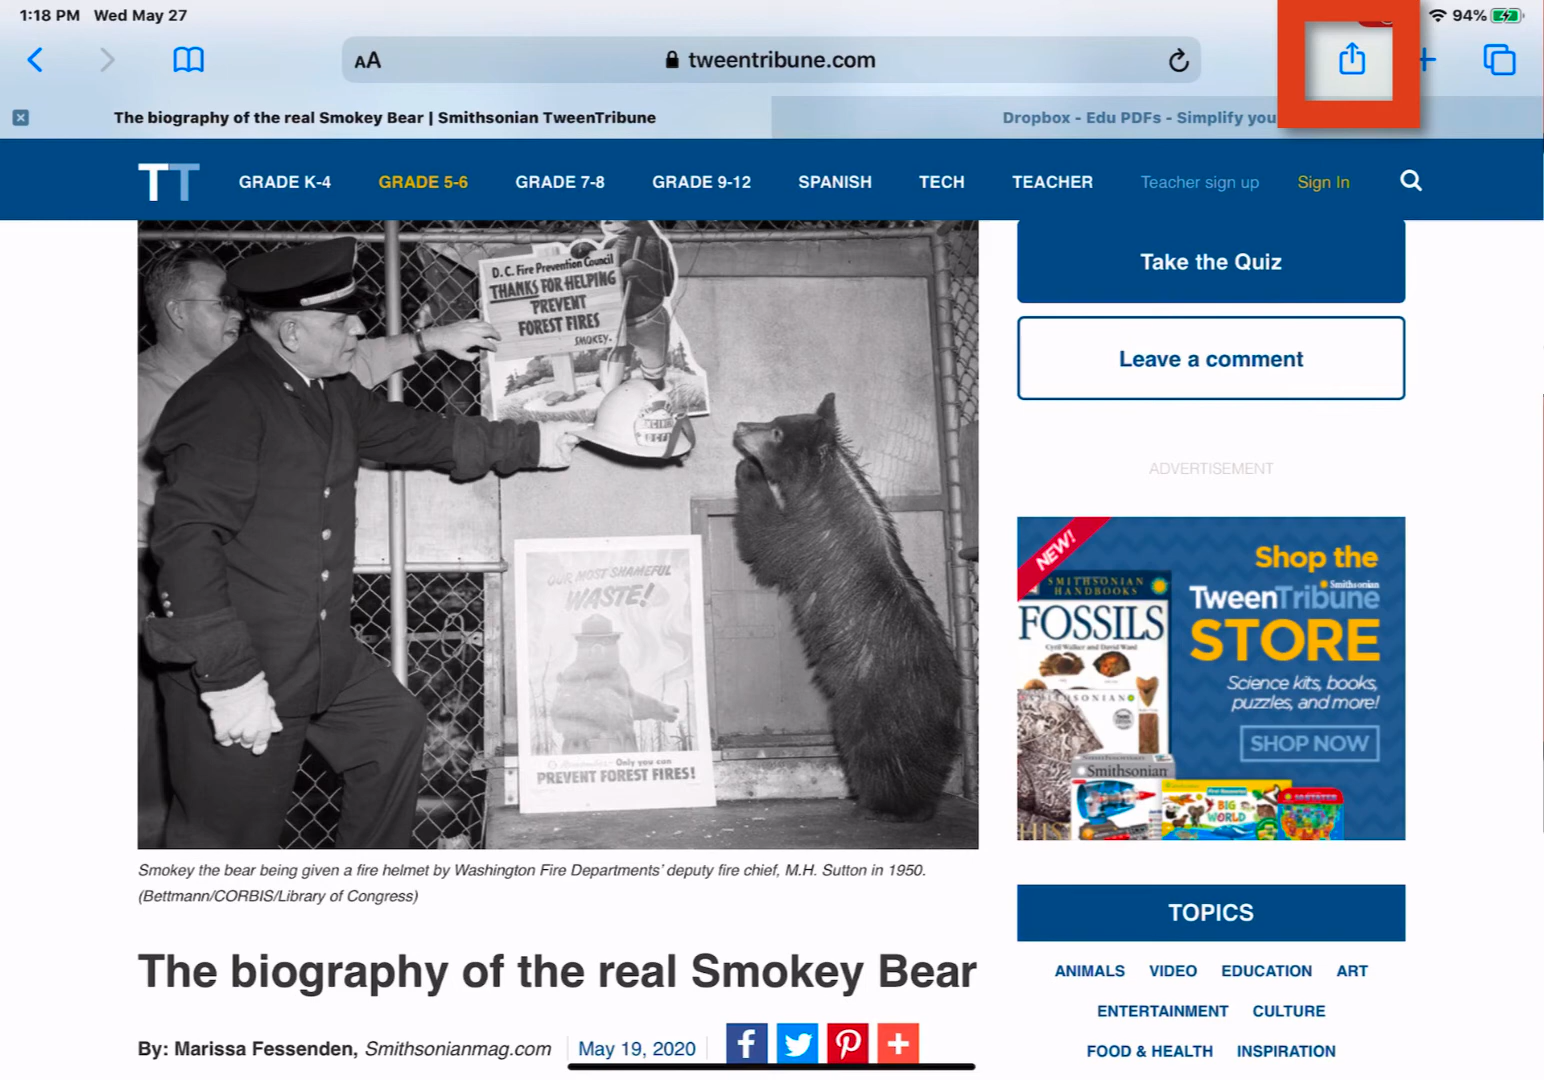 1:18 PM Wed May 27
94%
AA
tweentribune.com
The biography of the real Smokey Bear | Smithsonian TweenTribune
Dropbox - Edu PDFs - Simplify you
TT
GRADE K-4
GRADE 5-6
GRADE 7-8
GRADE 9-12
SPANISH
TECH
TEACHER
Teacher sign up
Sign In
D.C. Fire Prevention Council
THANKS FOR HELPING
PREVENT
FOREST FIRES
SMOKEY-
OUR MOST SHAMEFUL
WASTE!
Remember - Only you can
PREVENT FOREST FIRES!
Smokey the bear being given a fire helmet by Washington Fire Departments' deputy fire chief, M.H. Sutton in 1950.
(Bettmann/CORBIS/Library of Congress)
The biography of the real Smokey Bear
By: Marissa Fessenden, Smithsonianmag.com
May 19, 2020
Take the Quiz
Leave a comment
ADVERTISEMENT
NEW!
SMITHSONIAN
HANDBOOKS
FOSSILS
Cyril Walker and David Ward
Smithsonian
BIG
WORLD
Shop the
Smithsonian
TweenTribune
STORE
Science kits, books,
puzzles, and more!
SHOP NOW
TOPICS
ANIMALS VIDEO EDUCATION ART
ENTERTAINMENT CULTURE
FOOD & HEALTH INSPIRATION